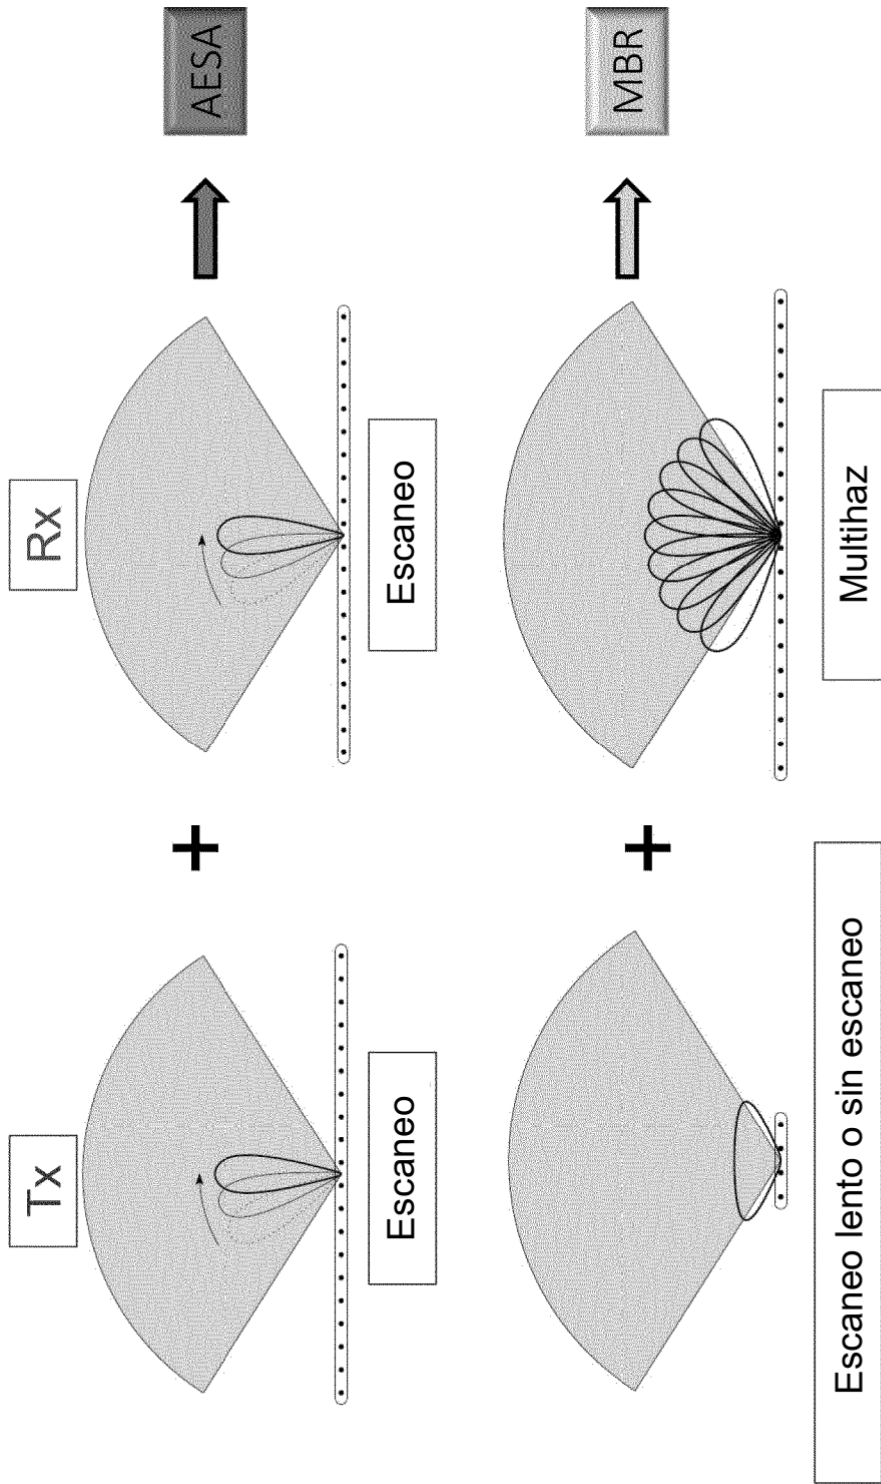 Tx
Rx
Escaneo
+
Escaneo
AESA
+
Escaneo lento o sin escaneo
Multihaz
MBR